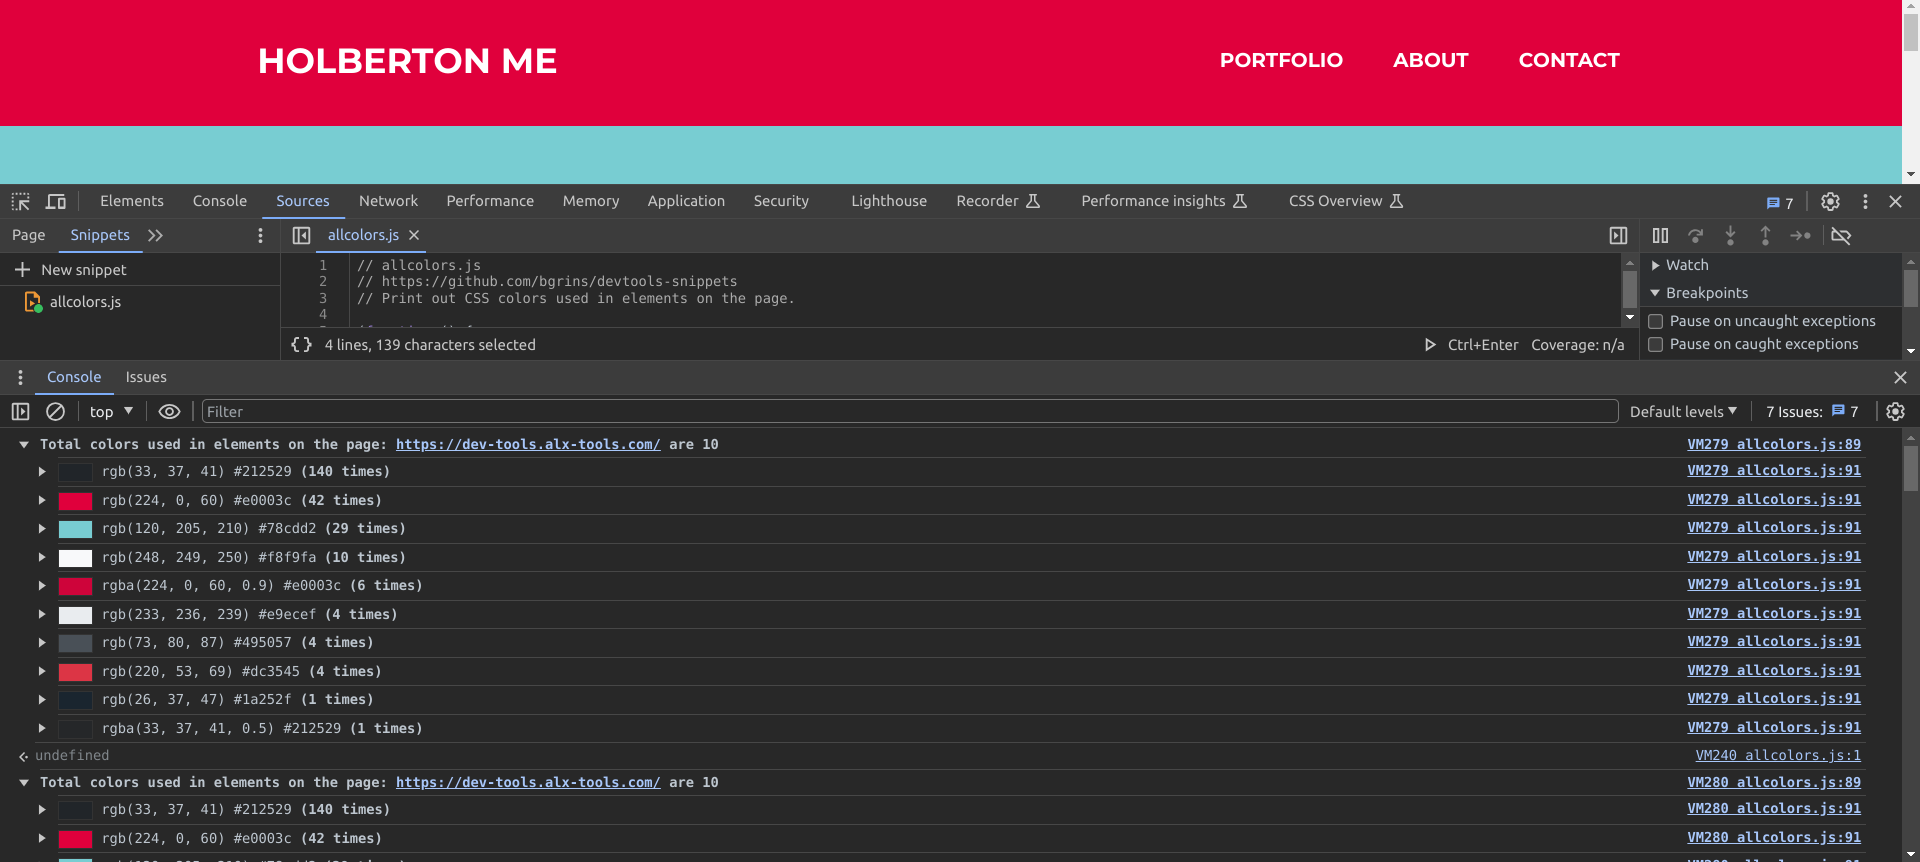 HOLBERTON ME PORTFOLIO ABOUT CONTACT
Elements Console Sources Network Performance Memory Application Security Lighthouse Recorder Performance insights CSS Overview 7
Page Snippets allcolors.js
New snippet
allcolors.js
1 // allcolors.js
2 // https://github.com/bgrins/devtools-snippets
3 // Print out CSS colors used in elements on the page.
4
{} 4 lines, 139 characters selected Ctrl+Enter Coverage: n/a
Watch
Breakpoints
Pause on uncaught exceptions
Pause on caught exceptions
Console Issues
top Filter Default levels 7 Issues: 7
Total colors used in elements on the page: https://dev-tools.alx-tools.com/ are 10 VM279 allcolors.js:89
rgb(33, 37, 41) #212529 (140 times) VM279 allcolors.js:91
rgb(224, 0, 60) #e0003c (42 times) VM279 allcolors.js:91
rgb(120, 205, 210) #78cdd2 (29 times) VM279 allcolors.js:91
rgb(248, 249, 250) #f8f9fa (10 times) VM279 allcolors.js:91
rgba(224, 0, 60, 0.9) #e0003c (6 times) VM279 allcolors.js:91
rgb(233, 236, 239) #e9ecef (4 times) VM279 allcolors.js:91
rgb(73, 80, 87) #495057 (4 times) VM279 allcolors.js:91
rgb(220, 53, 69) #dc3545 (4 times) VM279 allcolors.js:91
rgb(26, 37, 47) #1a252f (1 times) VM279 allcolors.js:91
rgba(33, 37, 41, 0.5) #212529 (1 times) VM279 allcolors.js:91
undefined VM240 allcolors.js:1
Total colors used in elements on the page: https://dev-tools.alx-tools.com/ are 10 VM280 allcolors.js:89
rgb(33, 37, 41) #212529 (140 times) VM280 allcolors.js:91
rgb(224, 0, 60) #e0003c (42 times) VM280 allcolors.js:91